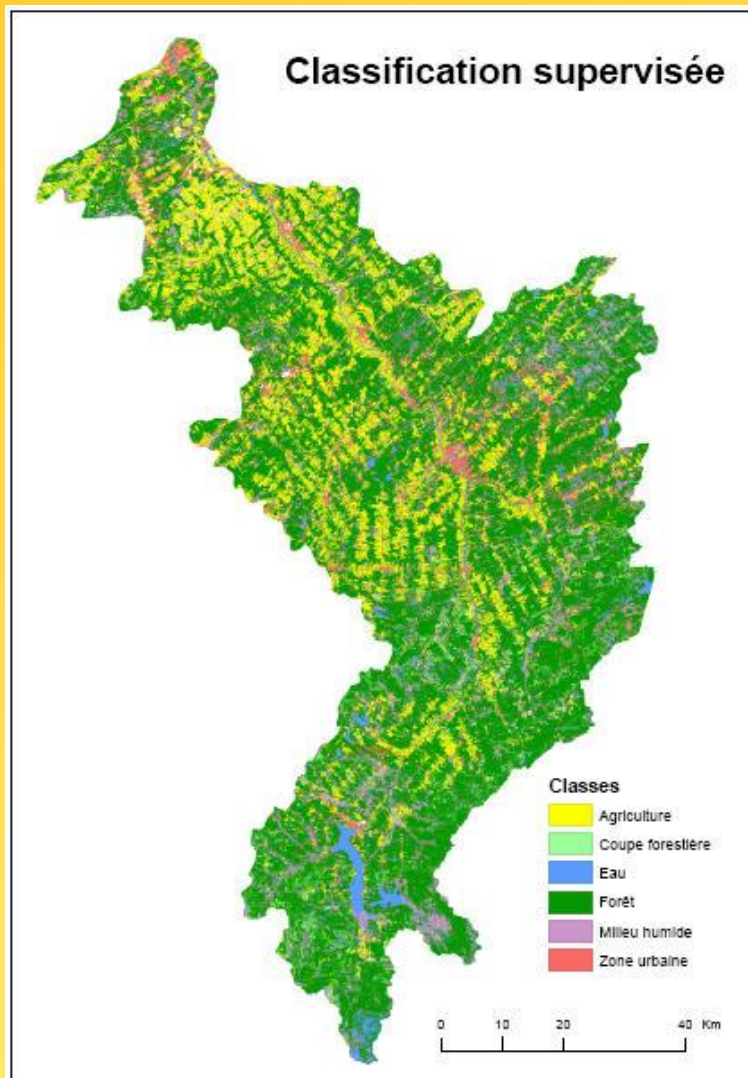 Classification supervisée
Classes
Agriculture
Coupe forestière
Eau
Forêt
Milieu humide
Zone urbaine
0 10 20 40 Km